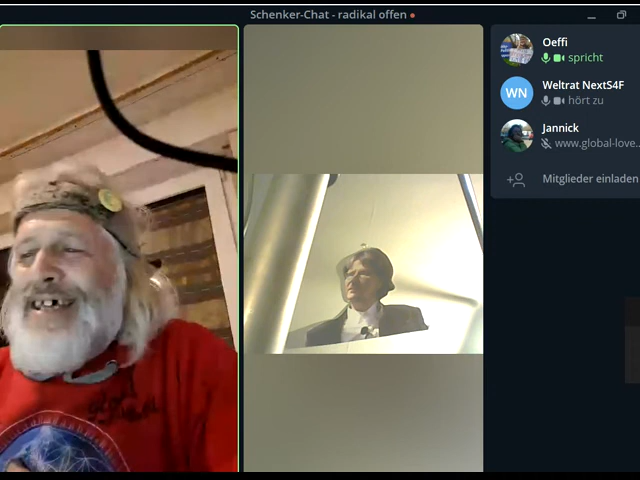 Schenker-Chat - radikal offen
Oeffi
spricht
WN
Weltrat NextS4F
hört zu
Jannick
www.global-love...
Mitglieder einladen